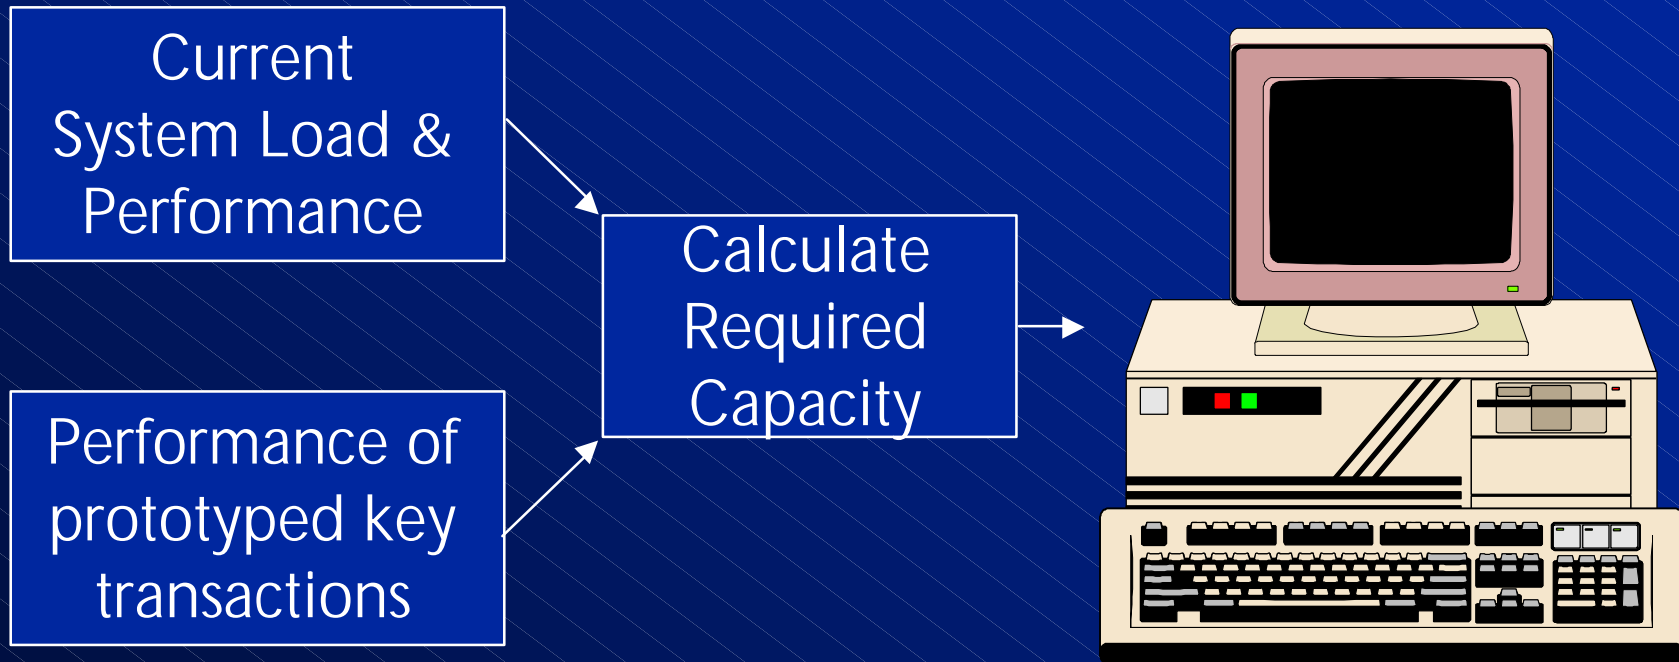 Current
System Load &
Performance
Performance of
prototyped key
transactions
Calculate
Required
Capacity